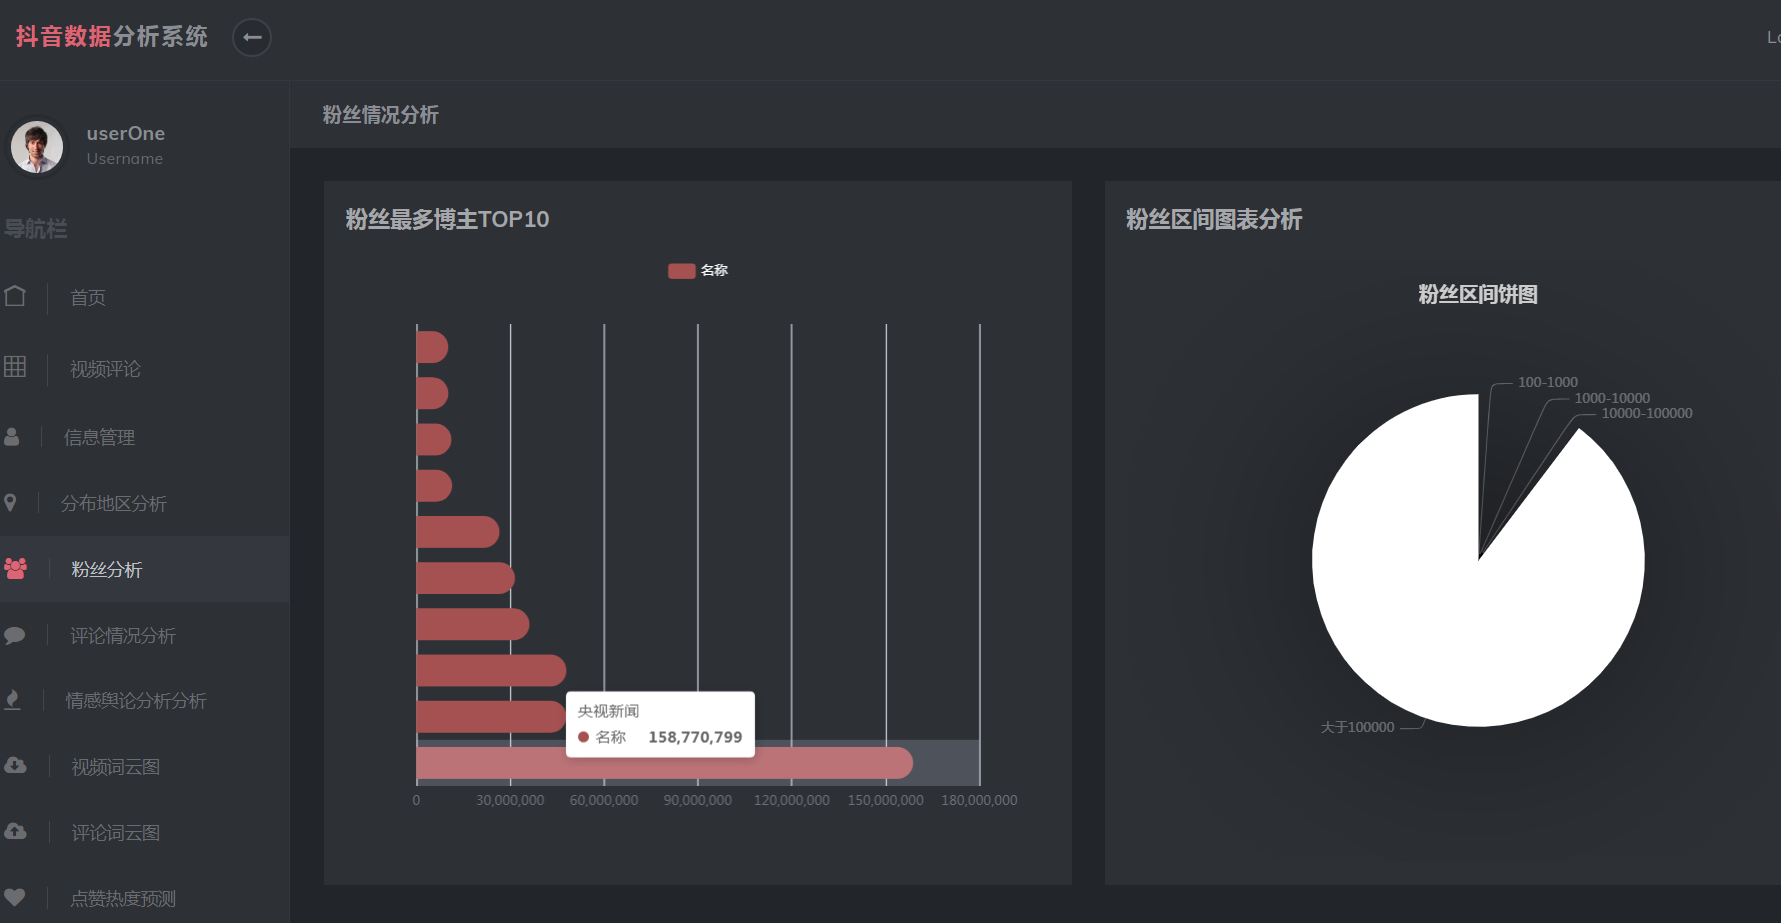 抖音数据分析系统
Lo
userOne
Username
导航栏
首页
视频评论
信息管理
分布地区分析
粉丝分析
评论情况分析
情感舆论分析分析
视频词云图
评论词云图
点赞热度预测
粉丝情况分析
粉丝最多博主TOP10
名称
央视新闻
名称 158,770,799
0 30,000,000 60,000,000 90,000,000 120,000,000 150,000,000 180,000,000
粉丝区间图表分析
粉丝区间饼图
100-1000
1000-10000
10000-100000
大于100000